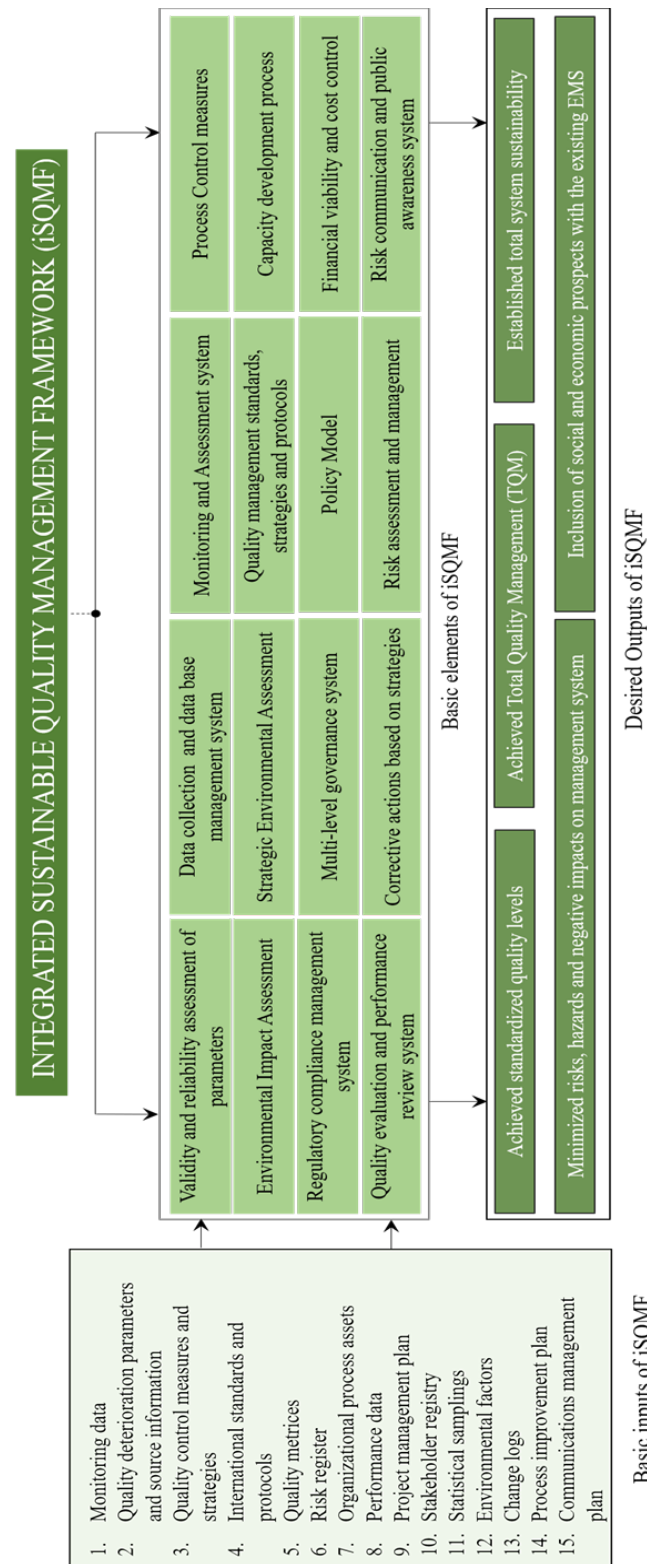 INTEGRATED SUSTAINABLE QUALITY MANAGEMENT FRAMEWORK (iSQMF)
1. Monitoring data
2. Quality deterioration parameters
and source information
3. Quality control measures and
strategies
4. International standards and
protocols
5. Quality metrices
6. Risk register
7. Organizational process assets
8. Performance data
9. Project management plan
10. Stakeholder registry
11. Statistical samplings
12. Environmental factors
13. Change logs
14. Process improvement plan
15. Communications management
plan
Basic inputs of iSQMF
Validity and reliability assessment of
parameters
Data collection and data base
management system
Monitoring and Assessment system
Process Control measures
Environmental Impact Assessment
Strategic Environmental Assessment
Quality management standards,
strategies and protocols
Capacity development process
Regulatory compliance management
system
Multi-level governance system
Policy Model
Financial viability and cost control
Quality evaluation and performance
review system
Corrective actions based on strategies
Risk assessment and management
Risk communication and public
awareness system
Basic elements of iSQMF
Achieved standardized quality levels
Achieved Total Quality Management (TQM)
Established total system sustainability
Minimized risks, hazards and negative impacts on management system
Inclusion of social and economic prospects with the existing EMS
Desired Outputs of iSQMF